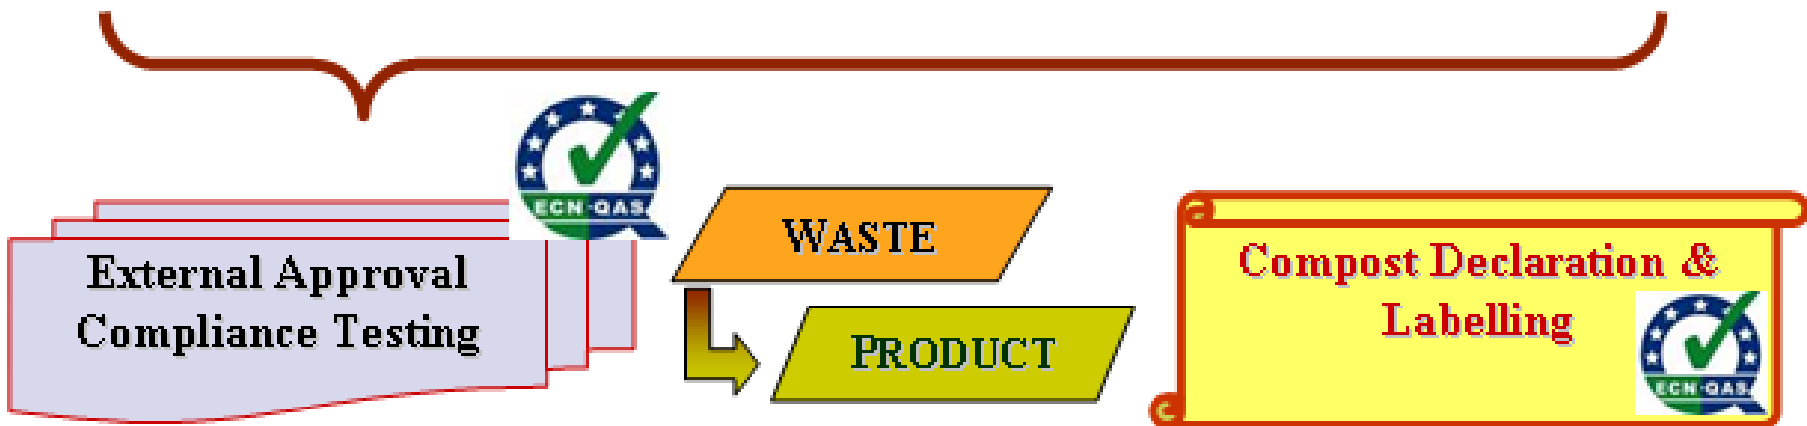 ECN-QAS
External Approval
Compliance Testing
WASTE
PRODUCT
Compost Declaration &
Labelling
ECN-QAS